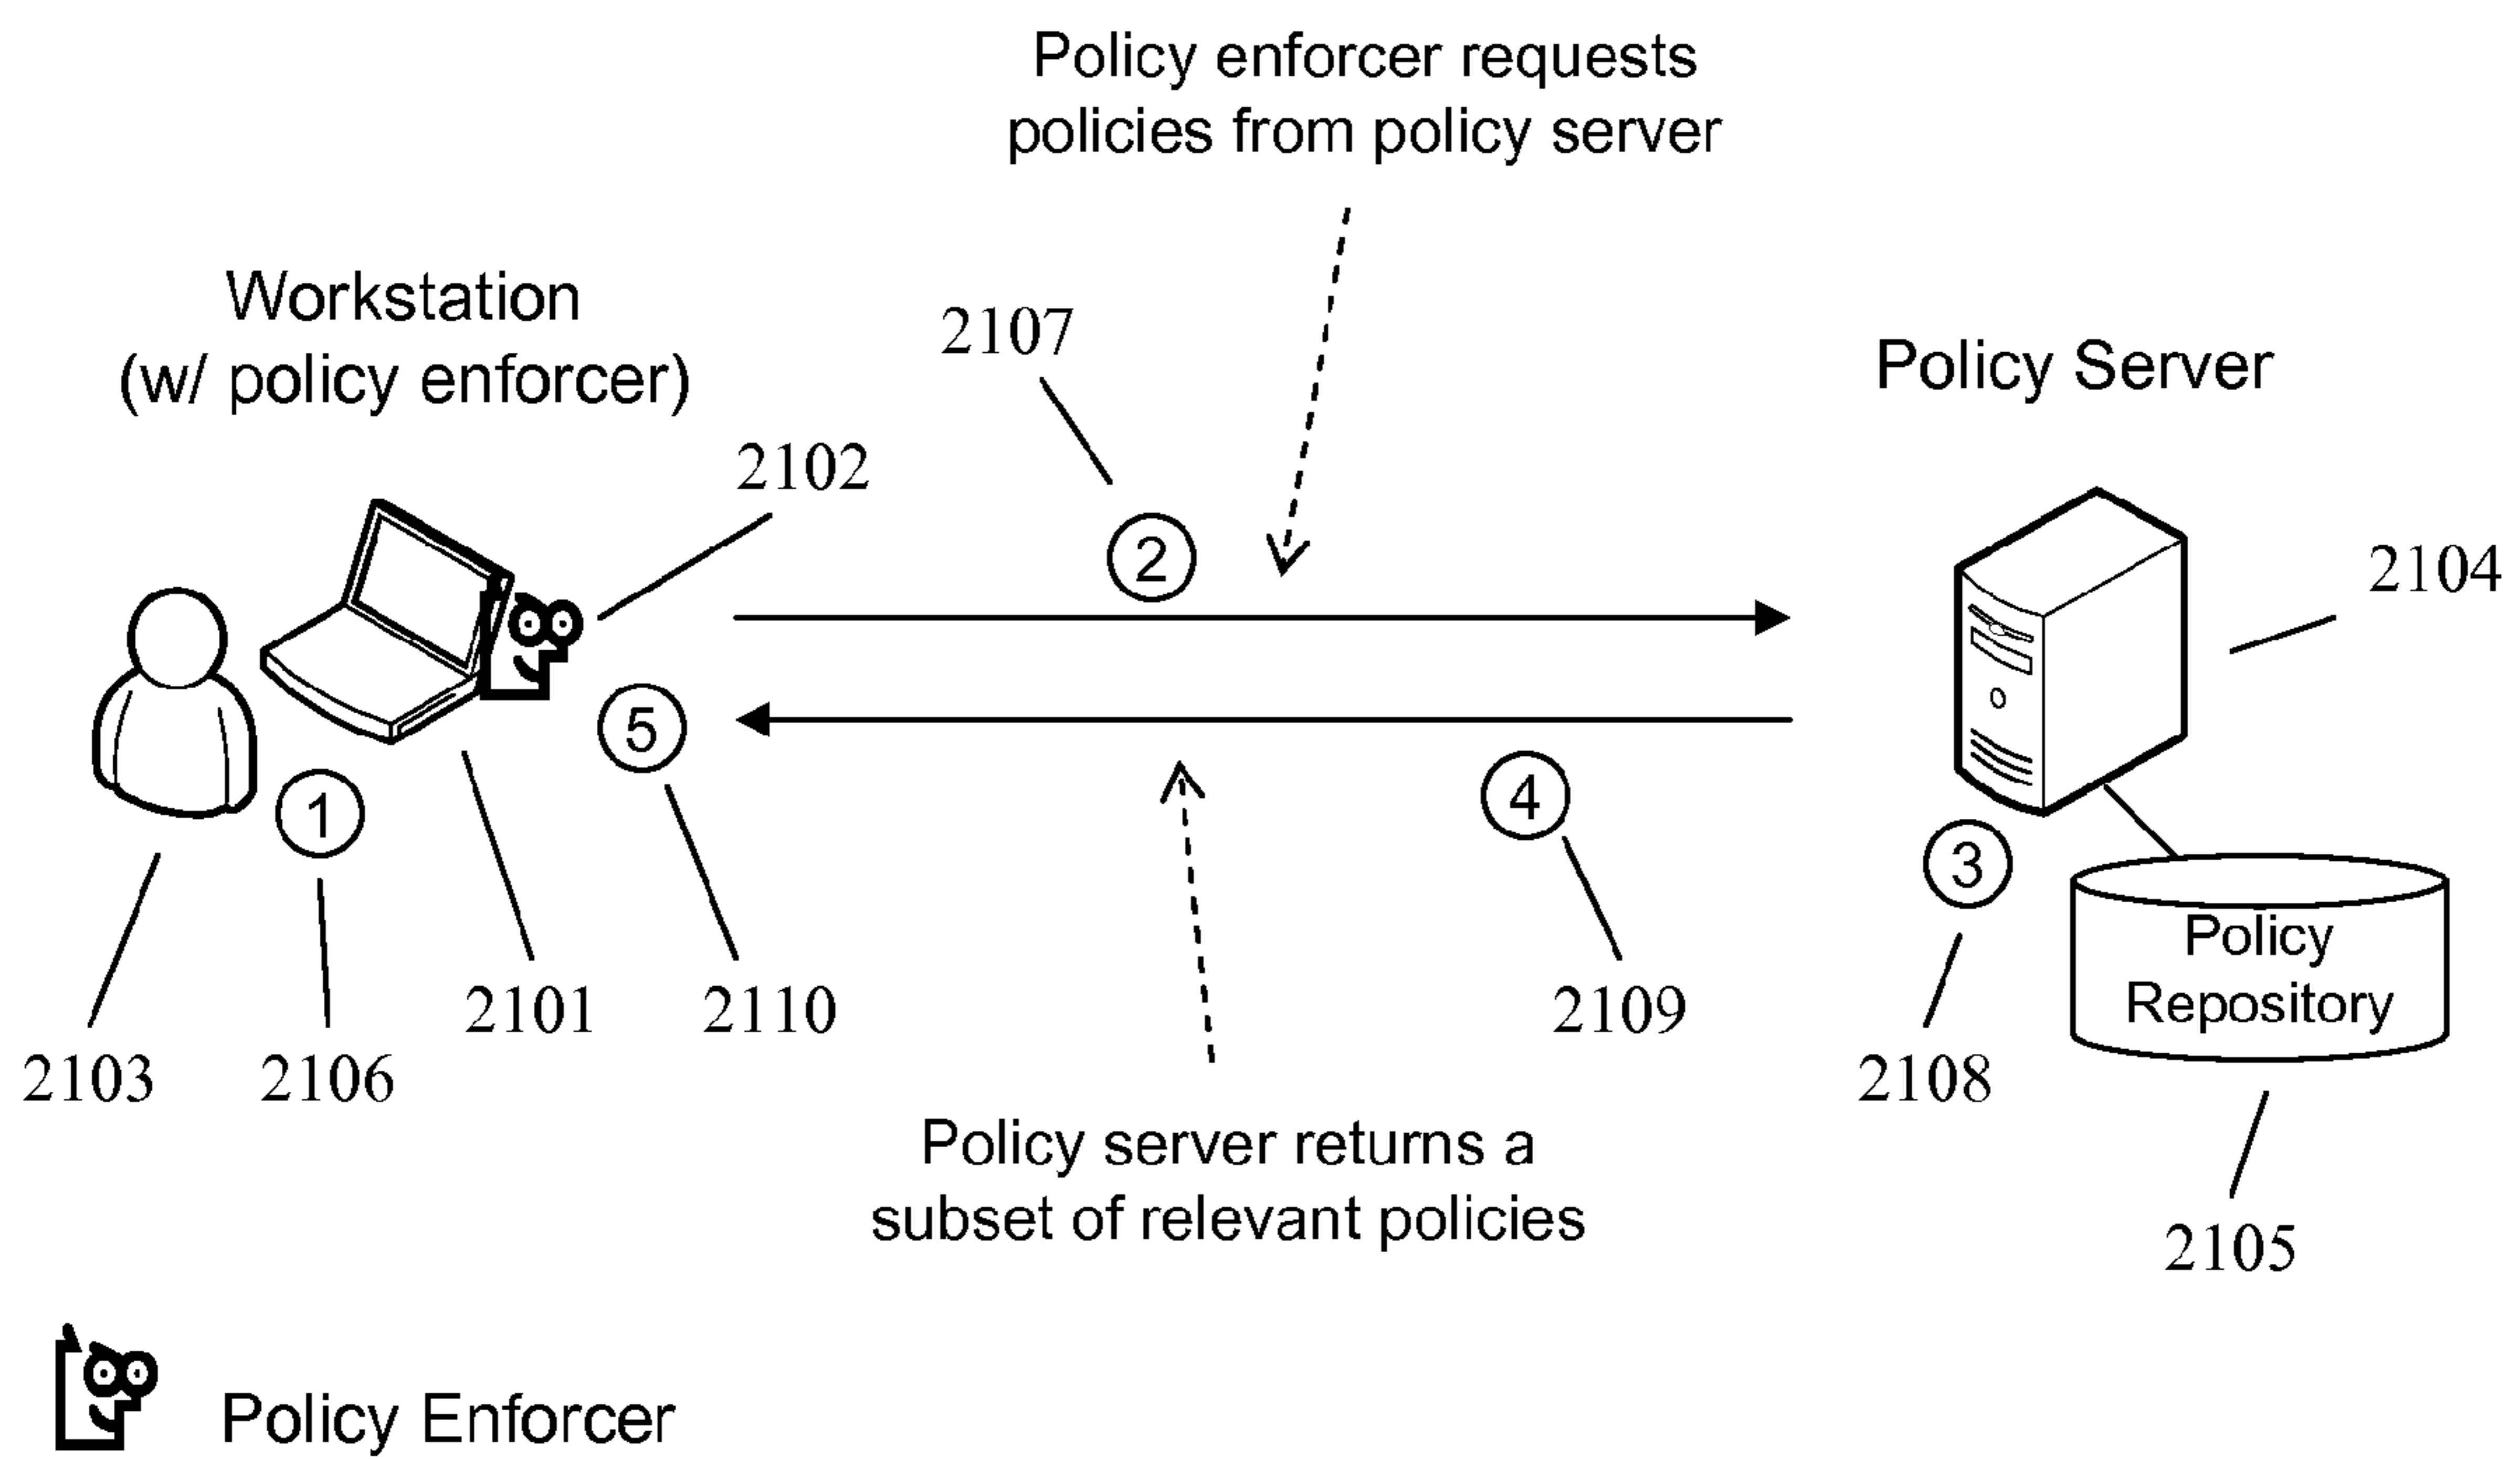 Policy enforcer requests
policies from policy server
Workstation
(w/ policy enforcer)
2107
Policy Server
2102
2
2104
5
4
1
3
Policy
Repository
2101
2110
2109
2103
2106
2108
Policy server returns a
subset of relevant policies
2105
Policy Enforcer